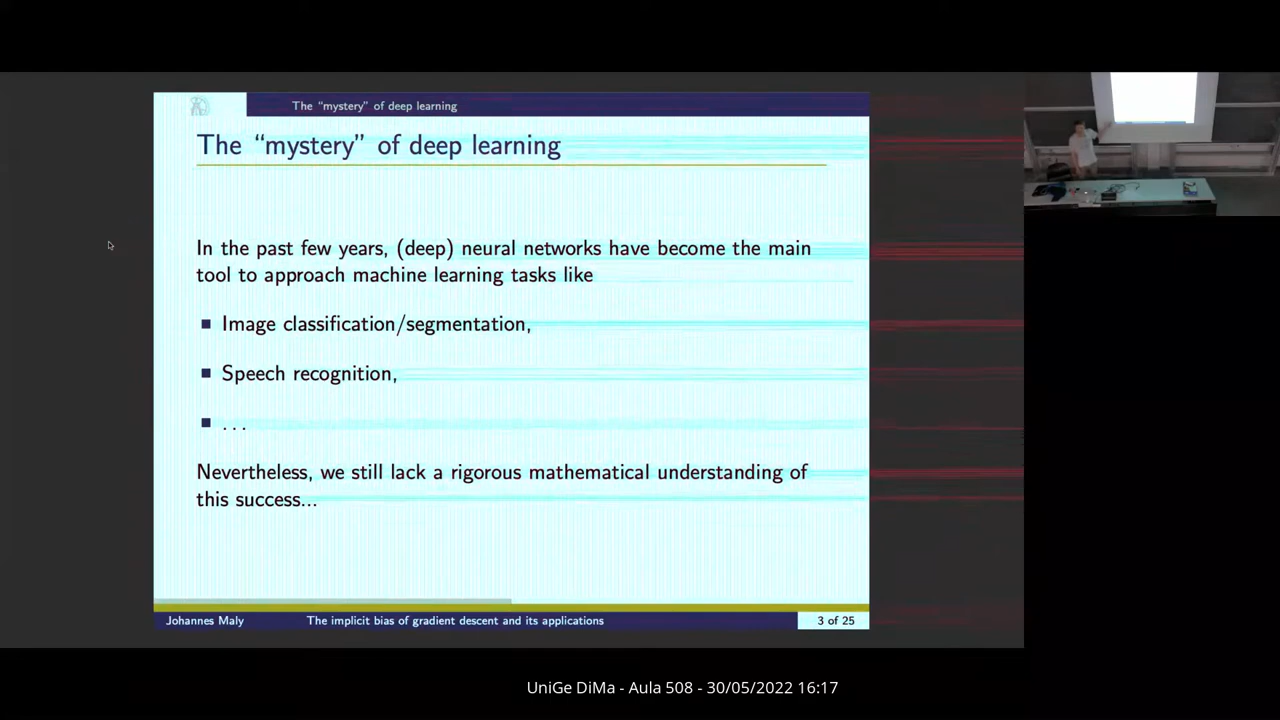 The “mystery” of deep learning
The “mystery” of deep learning
In the past few years, (deep) neural networks have become the main
tool to approach machine learning tasks like
Image classification/segmentation,
Speech recognition,
...
Nevertheless, we still lack a rigorous mathematical understanding of
this success...
Johannes Maly The implicit bias of gradient descent and its applications 3 of 25
UniGe DiMa - Aula 508 - 30/05/2022 16:17